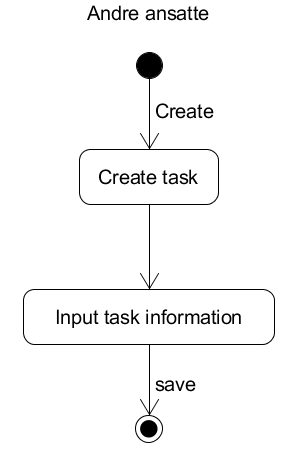 Andre ansatte
Create
Create task
Input task information
save